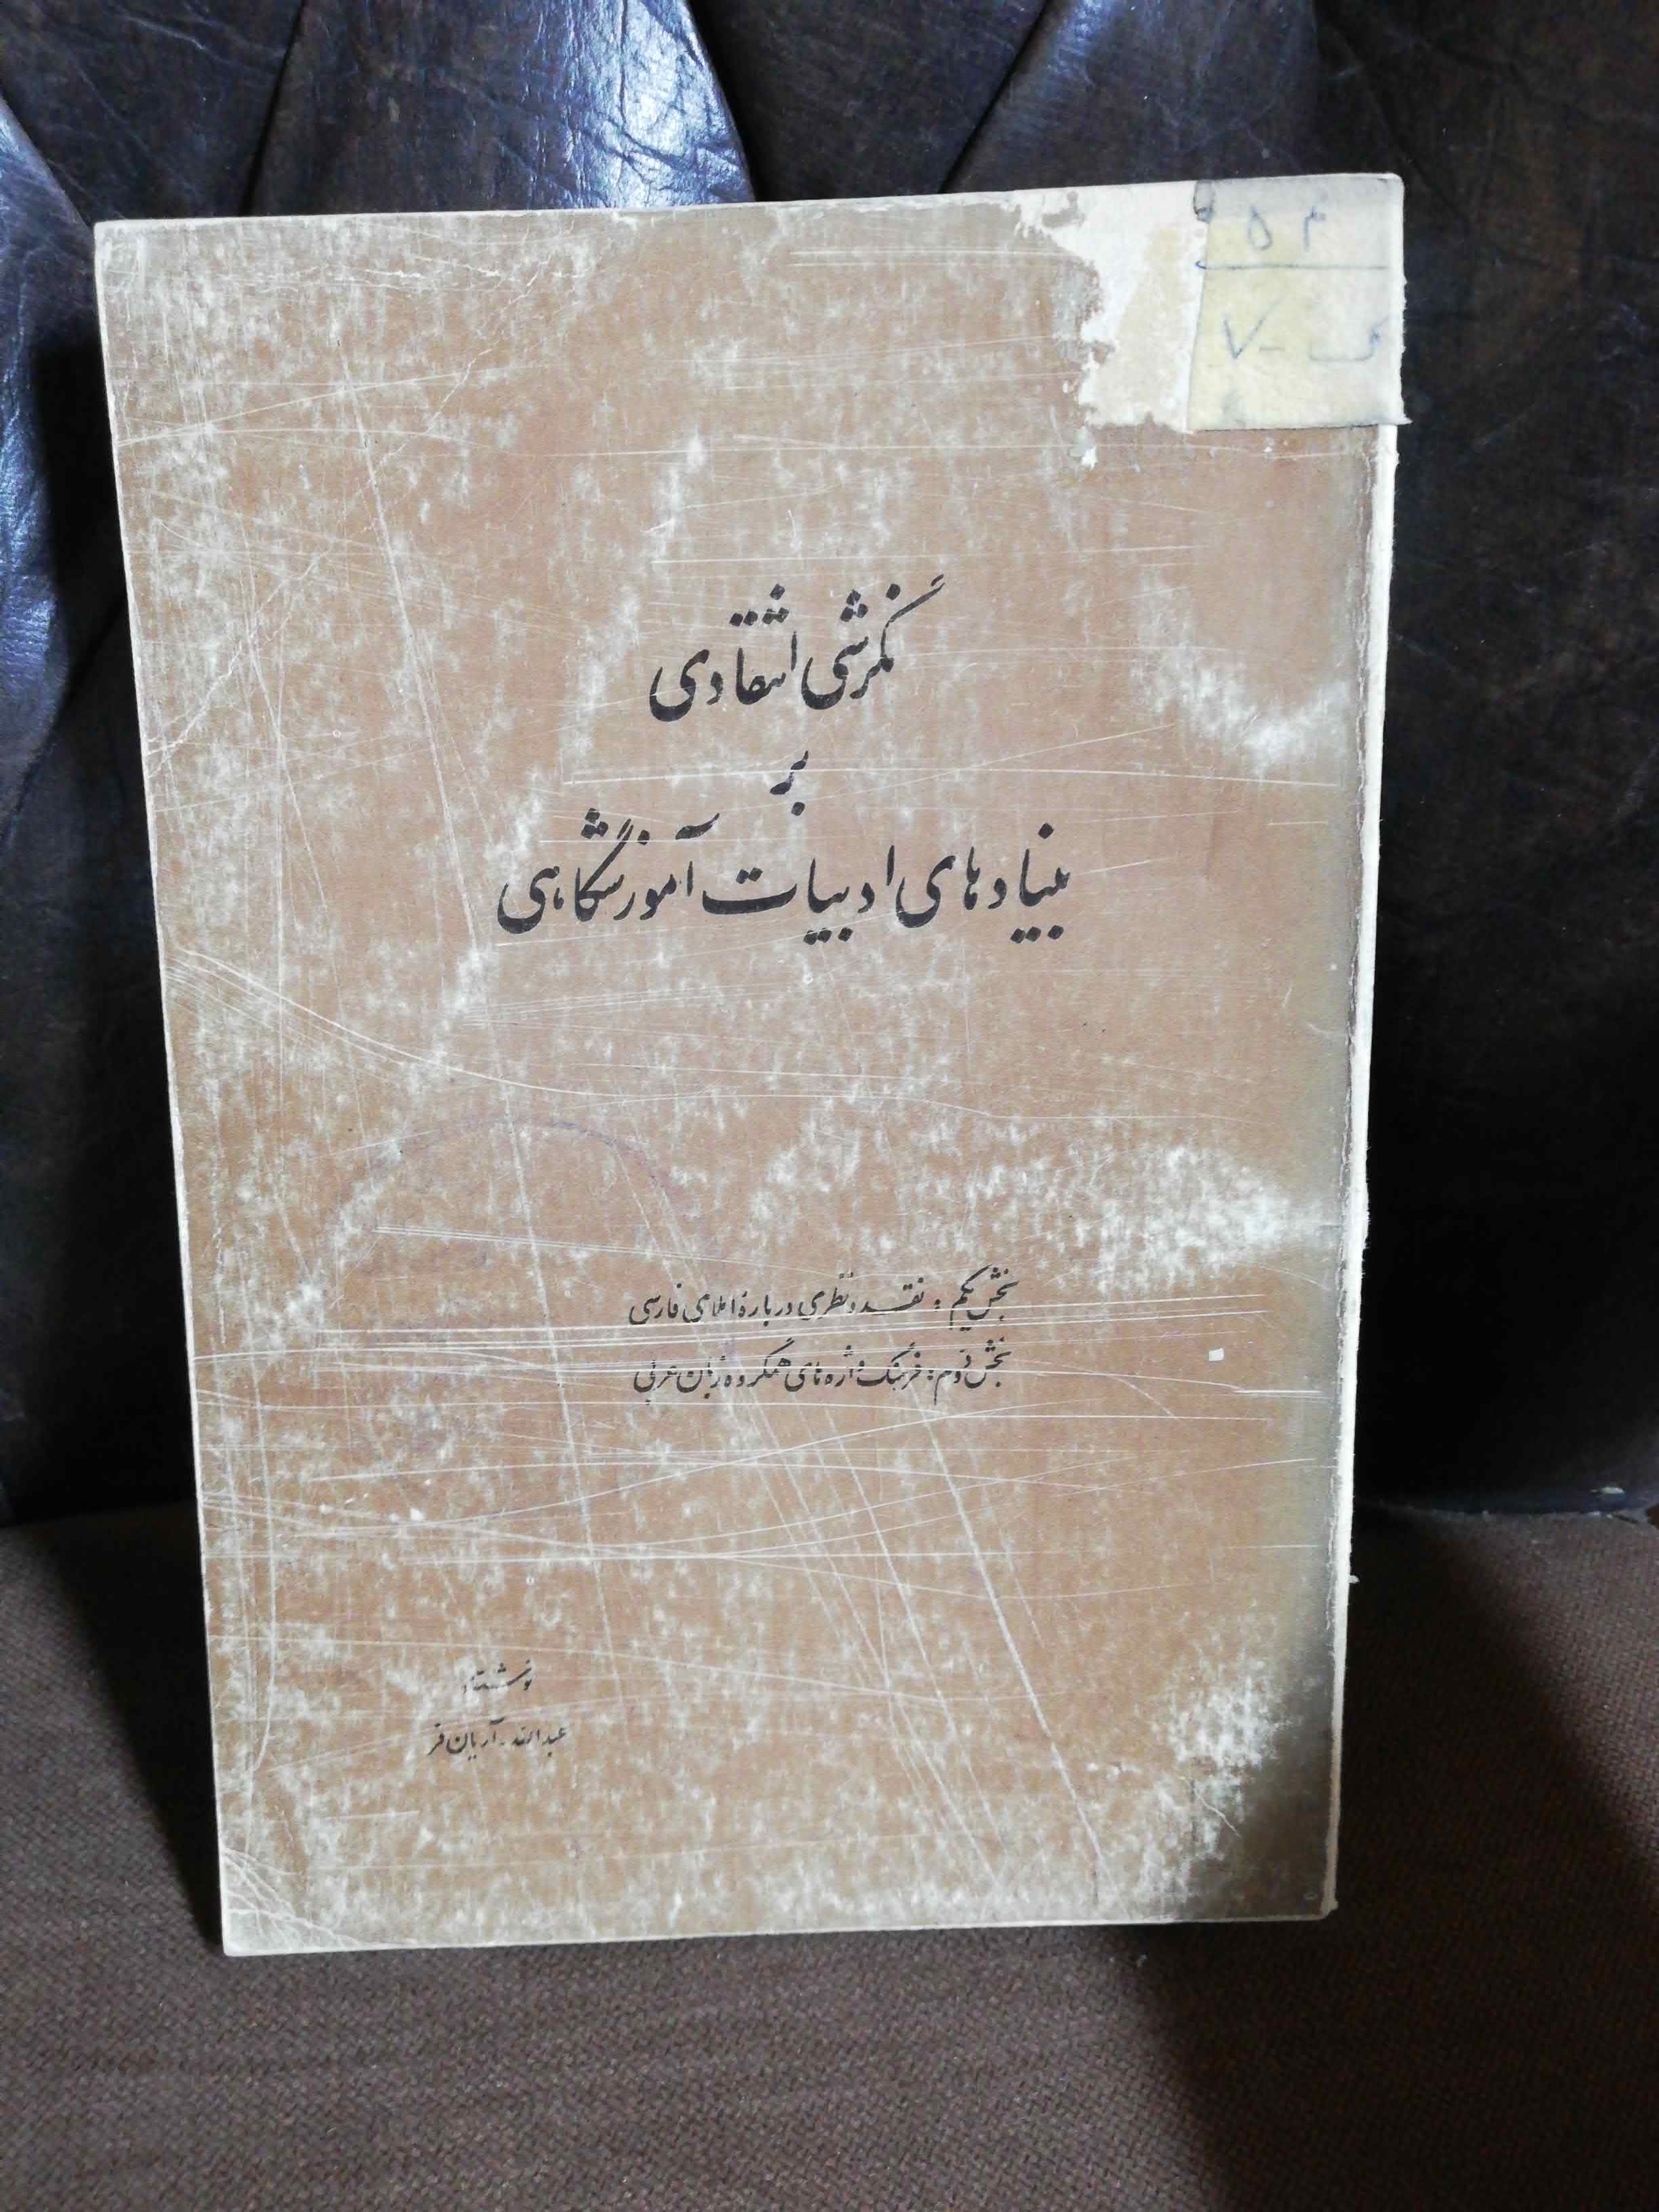 ۵۴
ک - ۷
نگرشی انتقادی
بر
بنیادهای ادبیات آموزشگاهی
بخش یکم : نقد و نظری درباره املای فارسی
بخش دوم : فرهنگ واژه های همگروه زبان عربی
نوشته
عبدالله - آریان فر